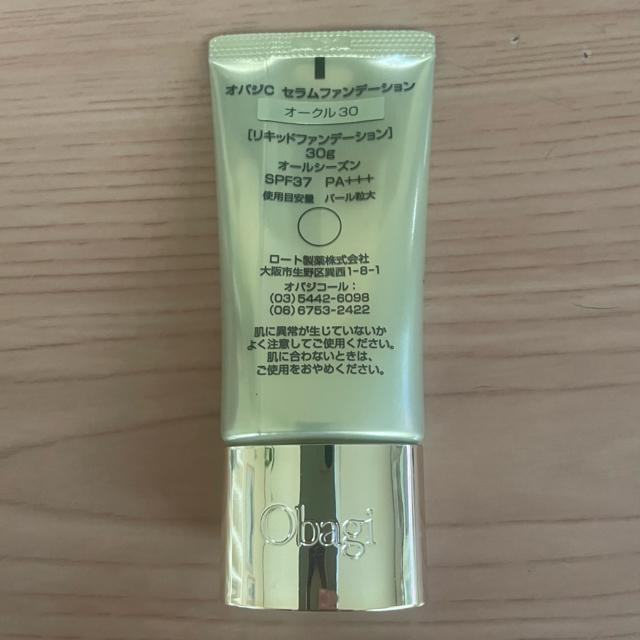 オバジC セラムファンデーション
オークル30
[リキッドファンデーション]
30g
オールシーズン
SPF37 PA+++
使用目安量 パール粒大
ロート製薬株式会社
大阪市生野区巽西1-8-1
オバジコール：
(03)5442-6098
(06)6753-2422
肌に異常が生じていないか
よく注意してご使用ください。
肌に合わないときは、
ご使用をおやめください。
Obagi